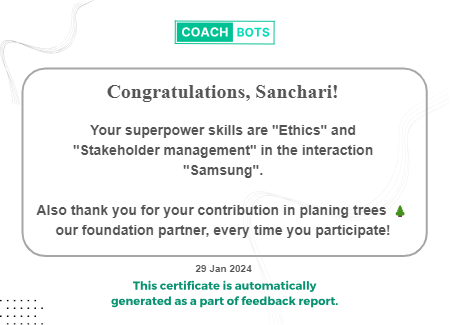 COACH BOTS
Congratulations, Sanchari!
Your superpower skills are "Ethics" and
"Stakeholder management" in the interaction
"Samsung".
Also thank you for your contribution in planing trees 🌲
our foundation partner, every time you participate!
29 Jan 2024
This certificate is automatically
generated as a part of feedback report.